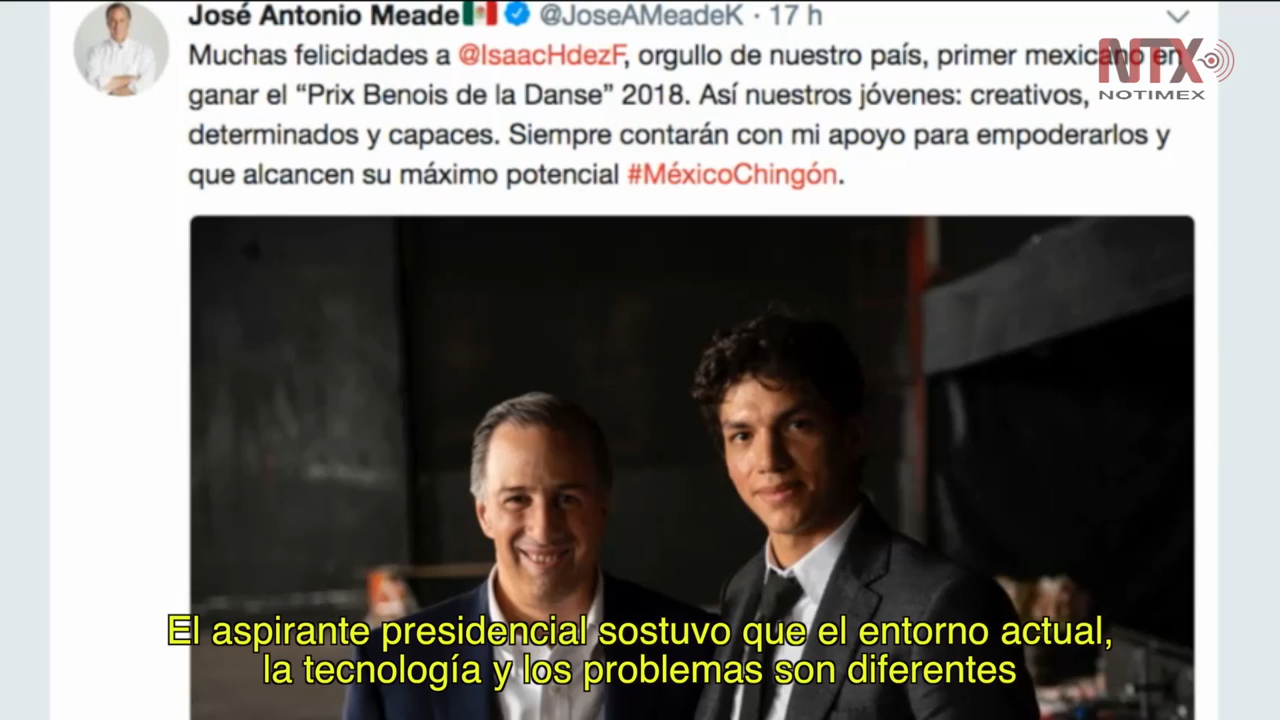 José Antonio Meade @JoseAMeadeK · 17 h
Muchas felicidades a @IsaacHdezF, orgullo de nuestro país, primer mexicano en
ganar el “Prix Benois de la Danse” 2018. Así nuestros jóvenes: creativos,
determinados y capaces. Siempre contarán con mi apoyo para empoderarlos y
que alcancen su máximo potencial #MéxicoChingón.
NTX
NOTIMEX
El aspirante presidencial sostuvo que el entorno actual,
la tecnología y los problemas son diferentes